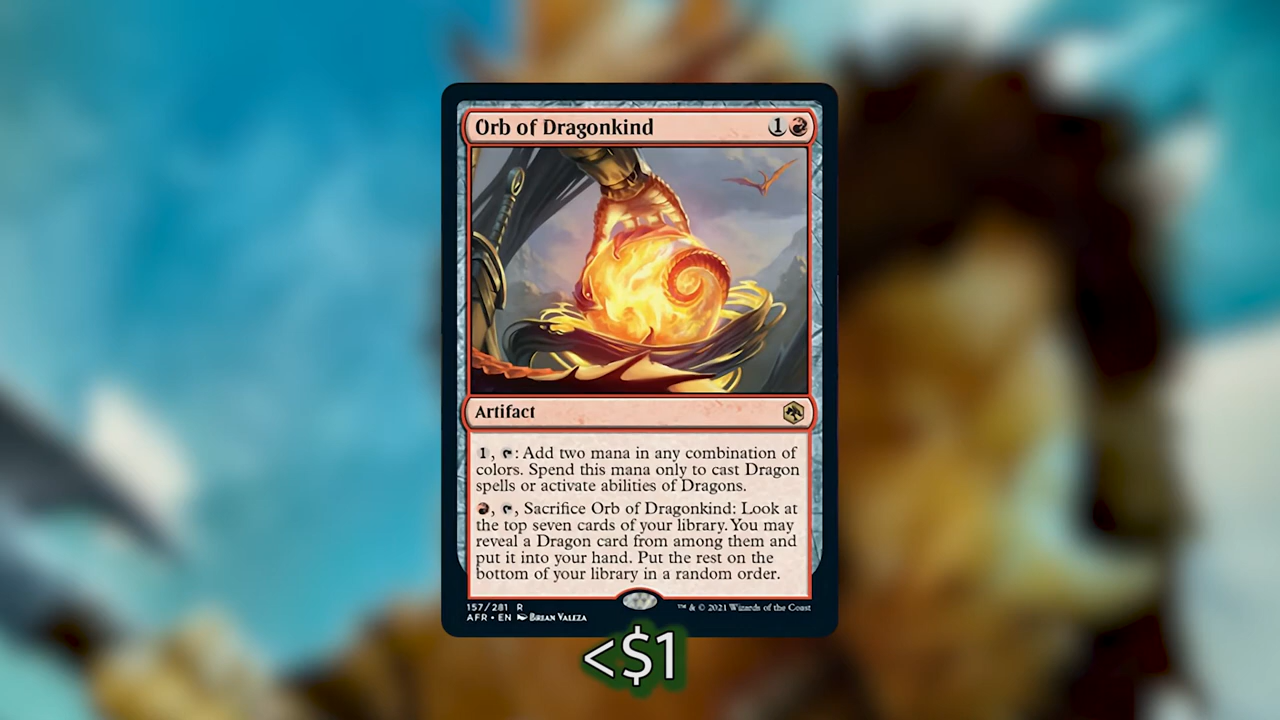 Orb of Dragonkind 1
Artifact
1, : Add two mana in any combination of
colors. Spend this mana only to cast Dragon
spells or activate abilities of Dragons.
, , Sacrifice Orb of Dragonkind: Look at
the top seven cards of your library. You may
reveal a Dragon card from among them and
put it into your hand. Put the rest on the
bottom of your library in a random order.
157/281 R
AFR • EN Brian Valeza
™ & © 2021 Wizards of the Coast
<$1